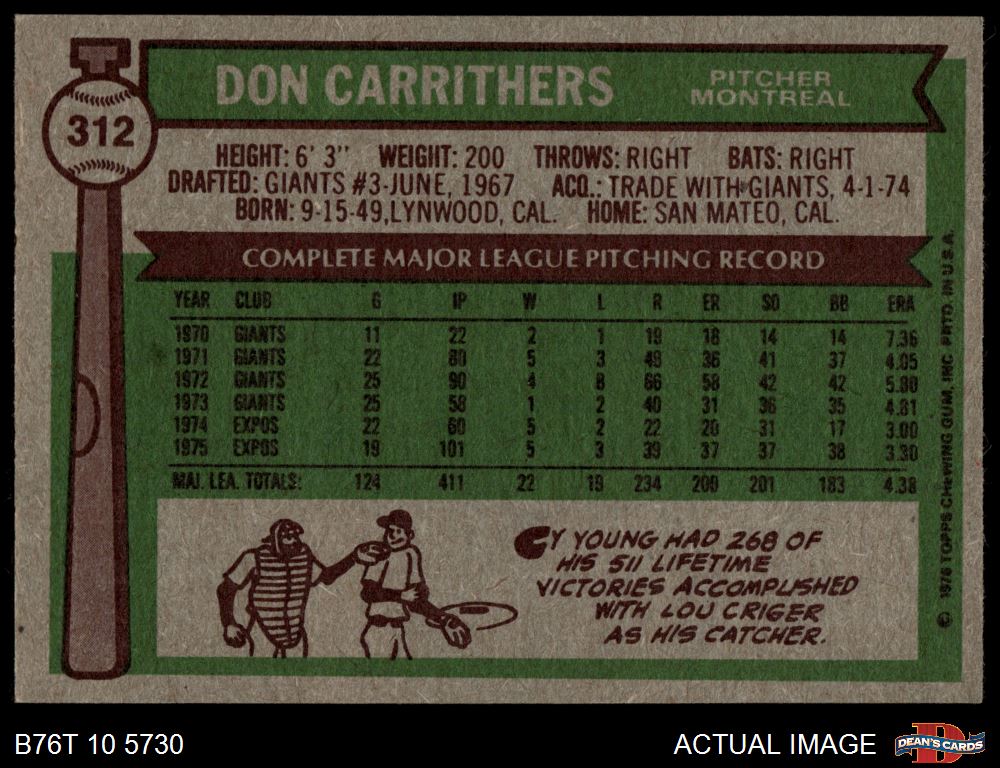 312
DON CARRITHERS
PITCHER
MONTREAL
HEIGHT: 6' 3" WEIGHT: 200 THROWS: RIGHT BATS: RIGHT
DRAFTED: GIANTS #3-JUNE, 1967 ACQ.: TRADE WITH GIANTS, 4-1-74
BORN: 9-15-49, LYNWOOD, CAL. HOME: SAN MATEO, CAL.
COMPLETE MAJOR LEAGUE PITCHING RECORD
YEAR CLUB G IP W L R ER SO BB ERA
1970 GIANTS 11 22 2 1 19 18 14 14 7.36
1971 GIANTS 22 80 5 3 49 36 41 37 4.05
1972 GIANTS 25 90 4 8 66 58 42 42 5.80
1973 GIANTS 25 58 1 2 40 31 36 35 4.81
1974 EXPOS 22 60 5 2 22 20 31 17 3.00
1975 EXPOS 19 101 5 3 39 37 37 38 3.30
MAJ. LEA. TOTALS: 124 411 22 19 234 200 201 183 4.38
CY YOUNG HAD 268 OF
HIS 511 LIFETIME
VICTORIES ACCOMPLISHED
WITH LOU CRIGER
AS HIS CATCHER.
© 1976 TOPPS CHEWING GUM, INC. PRTD. IN U.S.A.
B76T 10 5730
ACTUAL IMAGE
DEAN'S CARDS